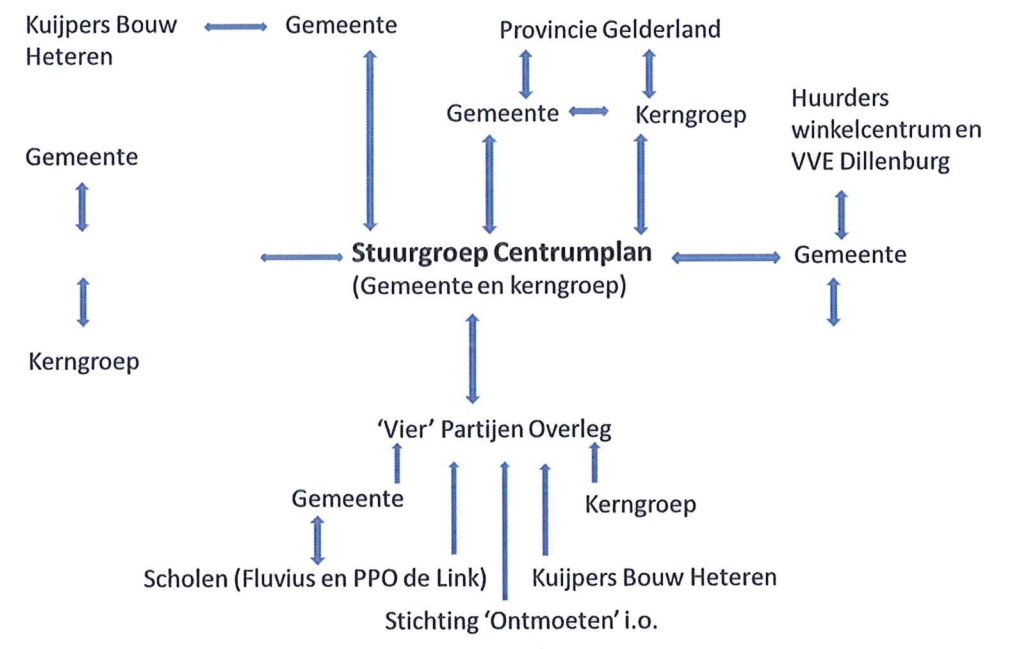 Kuijpers Bouw
Heteren
Gemeente
Provincie Gelderland
Gemeente
Kerngroep
Huurders
winkelcentrum en
VVE Dillenburg
Gemeente
Stuurgroep Centrumplan
(Gemeente en kerngroep)
Gemeente
Kerngroep
‘Vier’ Partijen Overleg
Gemeente
Kerngroep
Scholen (Fluvius en PPO de Link)
Kuijpers Bouw Heteren
Stichting ‘Ontmoeten’ i.o.